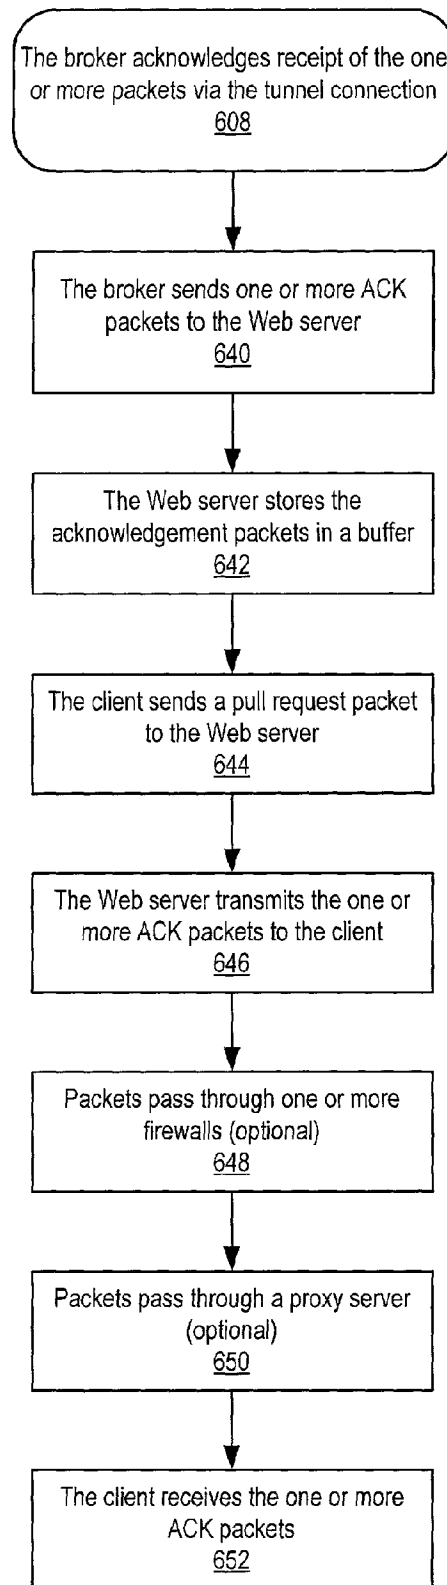 The broker acknowledges receipt of the one
or more packets via the tunnel connection
608
The broker sends one or more ACK
packets to the Web server
640
The Web server stores the
acknowledgement packets in a buffer
642
The client sends a pull request packet
to the Web server
644
The Web server transmits the one or
more ACK packets to the client
646
Packets pass through one or more
firewalls (optional)
648
Packets pass through a proxy server
(optional)
650
The client receives the one or more
ACK packets
652